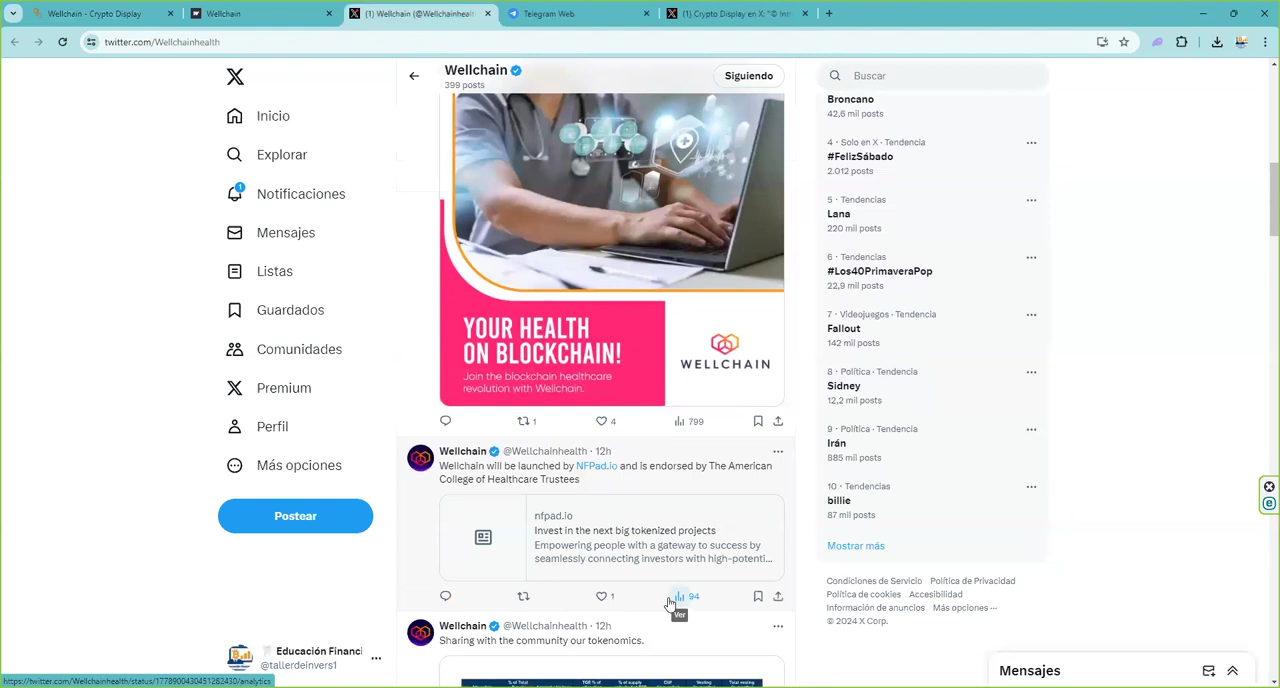 Wellchain - Crypto Display
Wellchain
(1) Wellchain (@Wellchainhealt
Telegram Web
(1) Crypto Display en X: "© Intr
twitter.com/Wellchainhealth
Wellchain
399 posts
Siguiendo
Buscar
Inicio
Explorar
1
Notificaciones
Mensajes
Listas
Guardados
Comunidades
Premium
Perfil
Más opciones
Postear
Educación Financi
@tallerdeinvers1
YOUR HEALTH
ON BLOCKCHAIN!
Join the blockchain healthcare
revolution with Wellchain.
WELLCHAIN
1
4
799
Wellchain @Wellchainhealth · 12h
Wellchain will be launched by NFPad.io and is endorsed by The American
College of Healthcare Trustees
nfpad.io
Invest in the next big tokenized projects
Empowering people with a gateway to success by
seamlessly connecting investors with high-potenti...
1
94
Ver
Wellchain @Wellchainhealth · 12h
Sharing with the community our tokenomics.
Broncano
42,6 mil posts
4 · Solo en X · Tendencia
#FelizSábado
2.012 posts
5 · Tendencias
Lana
220 mil posts
6 · Tendencias
#Los40PrimaveraPop
22,9 mil posts
7 · Videojuegos · Tendencia
Fallout
142 mil posts
8 · Política · Tendencia
Sidney
12,2 mil posts
9 · Política · Tendencia
Irán
885 mil posts
10 · Tendencias
billie
87 mil posts
Mostrar más
Condiciones de Servicio Política de Privacidad
Política de cookies Accesibilidad
Información de anuncios Más opciones ···
© 2024 X Corp.
Mensajes
https://twitter.com/Wellchainhealth/status/1778900430451282430/analytics